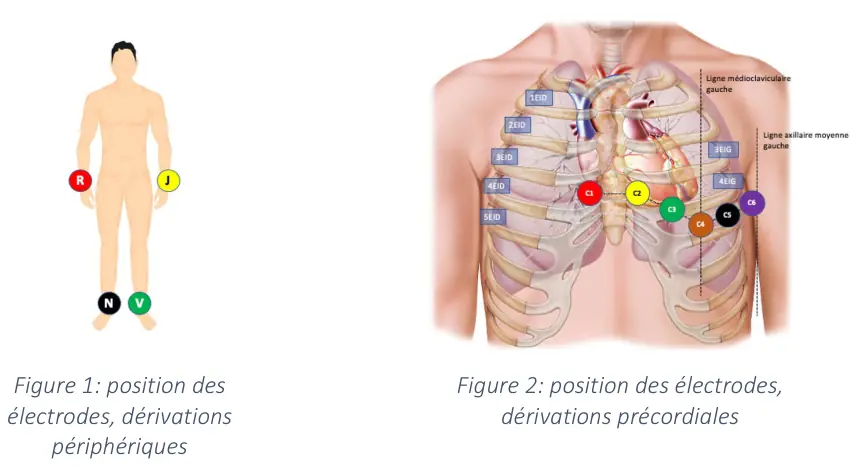 R
J
N
V
Figure 1: position des
électrodes, dérivations
périphériques
Ligne médioclaviculaire
gauche
Ligne axillaire moyenne
gauche
1EID
2EID
3EID
4EID
5EID
3EIG
4EIG
C1
C2
C3
C4
C5
C6
Figure 2: position des électrodes,
dérivations précordiales